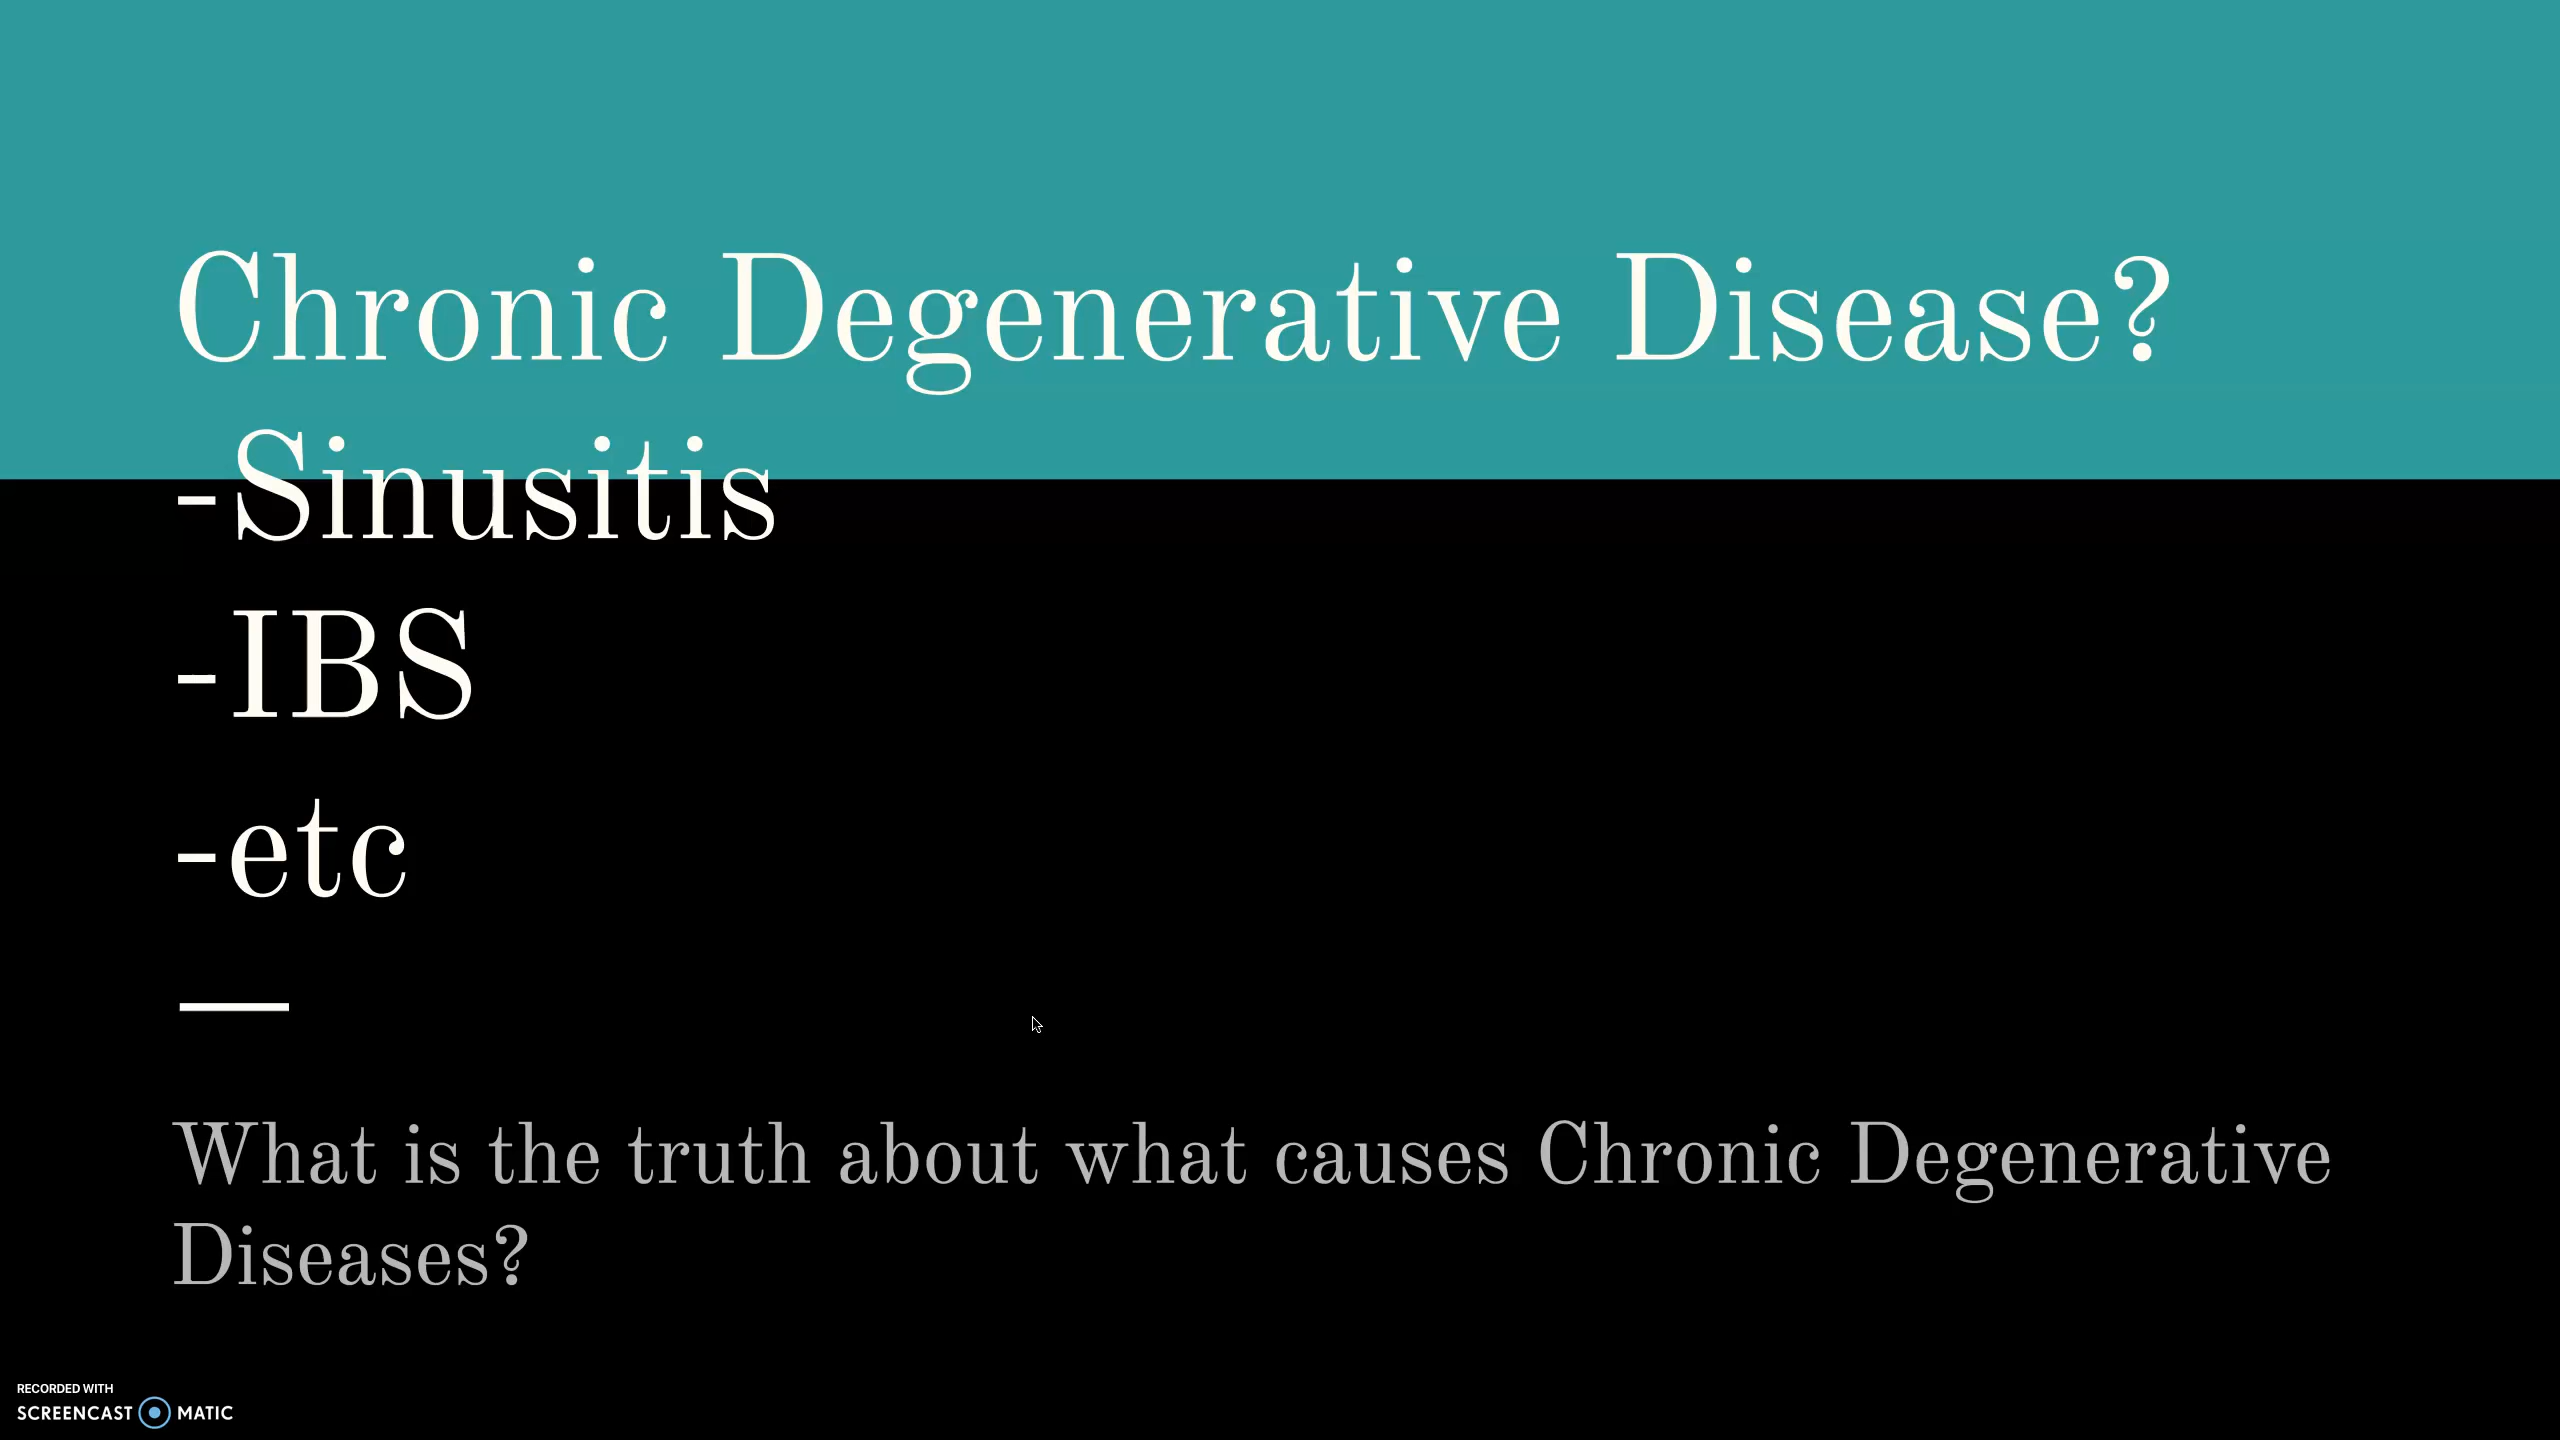 Chronic Degenerative Disease?
-Sinusitis
-IBS
-etc
What is the truth about what causes Chronic Degenerative
Diseases?
RECORDED WITH
SCREENCAST MATIC